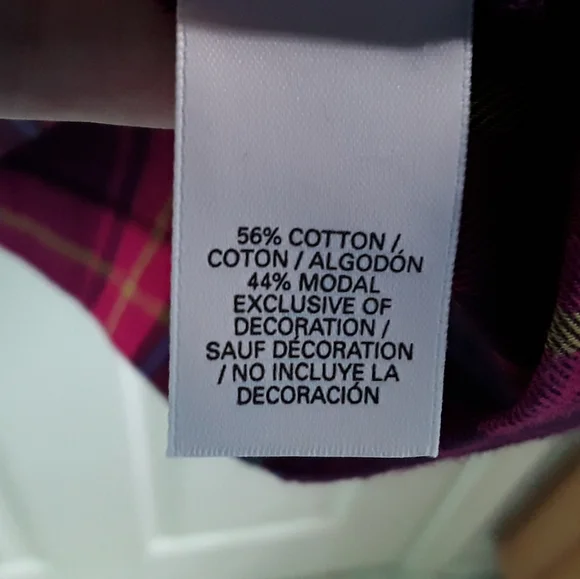 56% COTTON /
COTON / ALGODÓN
44% MODAL
EXCLUSIVE OF
DECORATION /
SAUF DÉCORATION
/ NO INCLUYE LA
DECORACIÓN